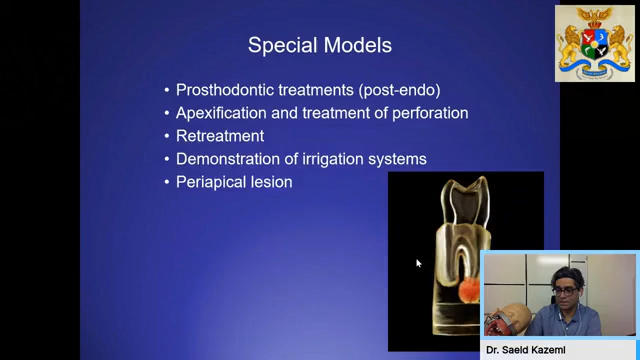 Special Models
• Prosthodontic treatments (post-endo)
• Apexification and treatment of perforation
• Retreatment
• Demonstration of irrigation systems
• Periapical lesion
Dr. Saeid Kazemi